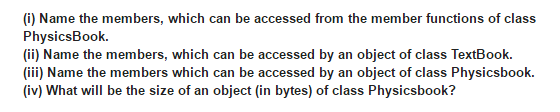 (i) Name the members, which can be accessed from the member functions of class
PhysicsBook.
(ii) Name the members, which can be accessed by an object of class TextBook.
(iii) Name the members which can be accessed by an object of class Physicsbook.
(iv) What will be the size of an object (in bytes) of class Physicsbook?